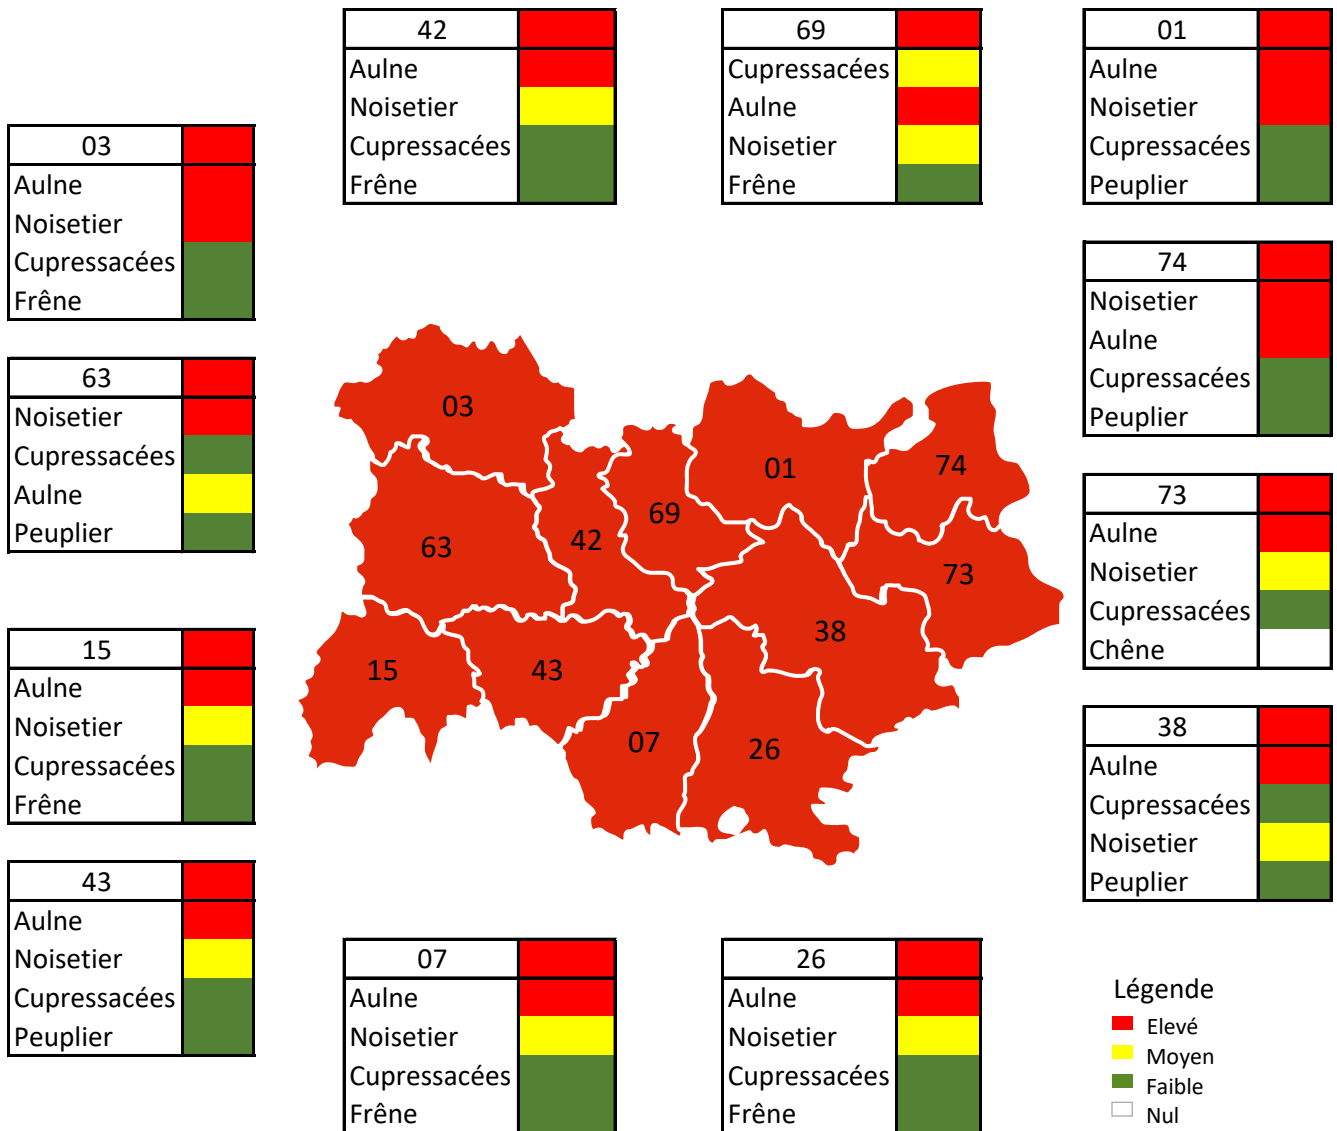 42
Aulne
Noisetier
Cupressacées
Frêne
69
Cupressacées
Aulne
Noisetier
Frêne
01
Aulne
Noisetier
Cupressacées
Peuplier
03
Aulne
Noisetier
Cupressacées
Frêne
74
Noisetier
Aulne
Cupressacées
Peuplier
63
Noisetier
Cupressacées
Aulne
Peuplier
73
Aulne
Noisetier
Cupressacées
Chêne
15
Aulne
Noisetier
Cupressacées
Frêne
38
Aulne
Cupressacées
Noisetier
Peuplier
43
Aulne
Noisetier
Cupressacées
Peuplier
07
Aulne
Noisetier
Cupressacées
Frêne
26
Aulne
Noisetier
Cupressacées
Frêne
03
01
74
69
42
63
73
38
15
43
07
26
Légende
Elevé
Moyen
Faible
Nul